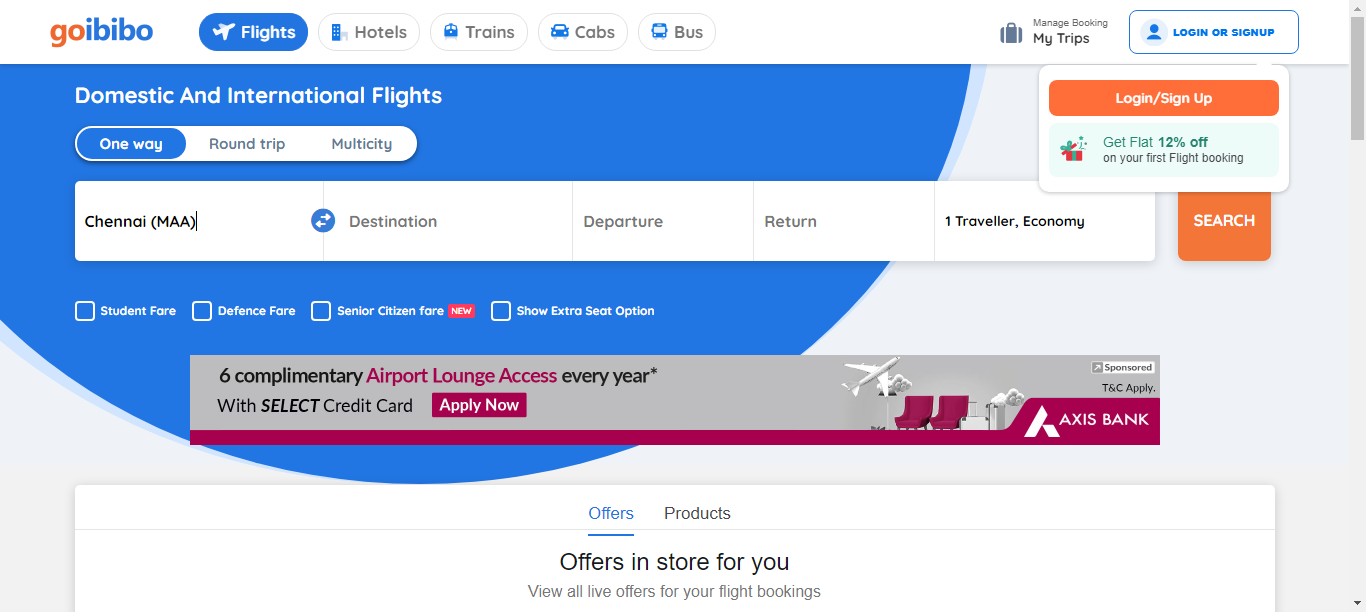 goibibo
Flights
Hotels
Trains
Cabs
Bus
Manage Booking
My Trips
LOGIN OR SIGNUP
Login/Sign Up
Get Flat 12% off
on your first Flight booking
Domestic And International Flights
One way
Round trip
Multicity
Chennai (MAA)
Destination
Departure
Return
1 Traveller, Economy
SEARCH
Student Fare
Defence Fare
Senior Citizen fare NEW
Show Extra Seat Option
6 complimentary Airport Lounge Access every year*
With SELECT Credit Card Apply Now
Sponsored
T&C Apply.
AXIS BANK
Offers
Products
Offers in store for you
View all live offers for your flight bookings